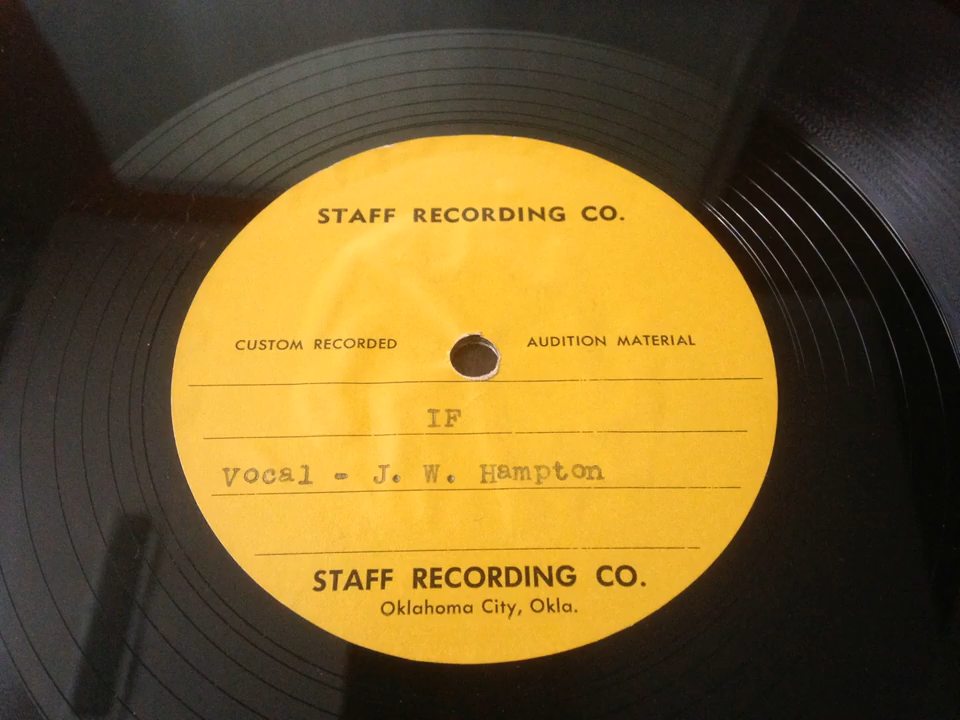 STAFF RECORDING CO.
CUSTOM RECORDED AUDITION MATERIAL
IF
Vocal - J. W. Hampton
STAFF RECORDING CO.
Oklahoma City, Okla.